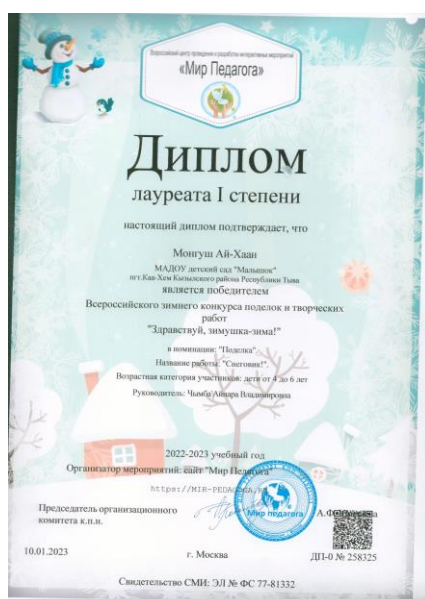 Всероссийский центр проведения и разработки интерактивных мероприятий
«Мир Педагога»
Диплом
лауреата I степени
настоящий диплом подтверждает, что
Монгуш Ай-Хаан
МАДОУ детский сад "Малышок"
пгт.Каа-Хем Кызылского района Республики Тыва
является победителем
Всероссийского зимнего конкурса поделок и творческих
работ
"Здравствуй, зимушка-зима!"
в номинации: "Поделка"
Название работы: "Снеговик!".
Возрастная категория участников: дети от 4 до 6 лет
Руководитель: Чымба Айнара Владимировна
2022-2023 учебный год
Организатор мероприятий: сайт "Мир Педагога"
https://MIR-PEDAGOGA.
Председатель организационного
комитета к.п.н.
Мир педагога
10.01.2023
г. Москва
ДП-0 № 258325
Свидетельство СМИ: ЭЛ № ФС 77-81332